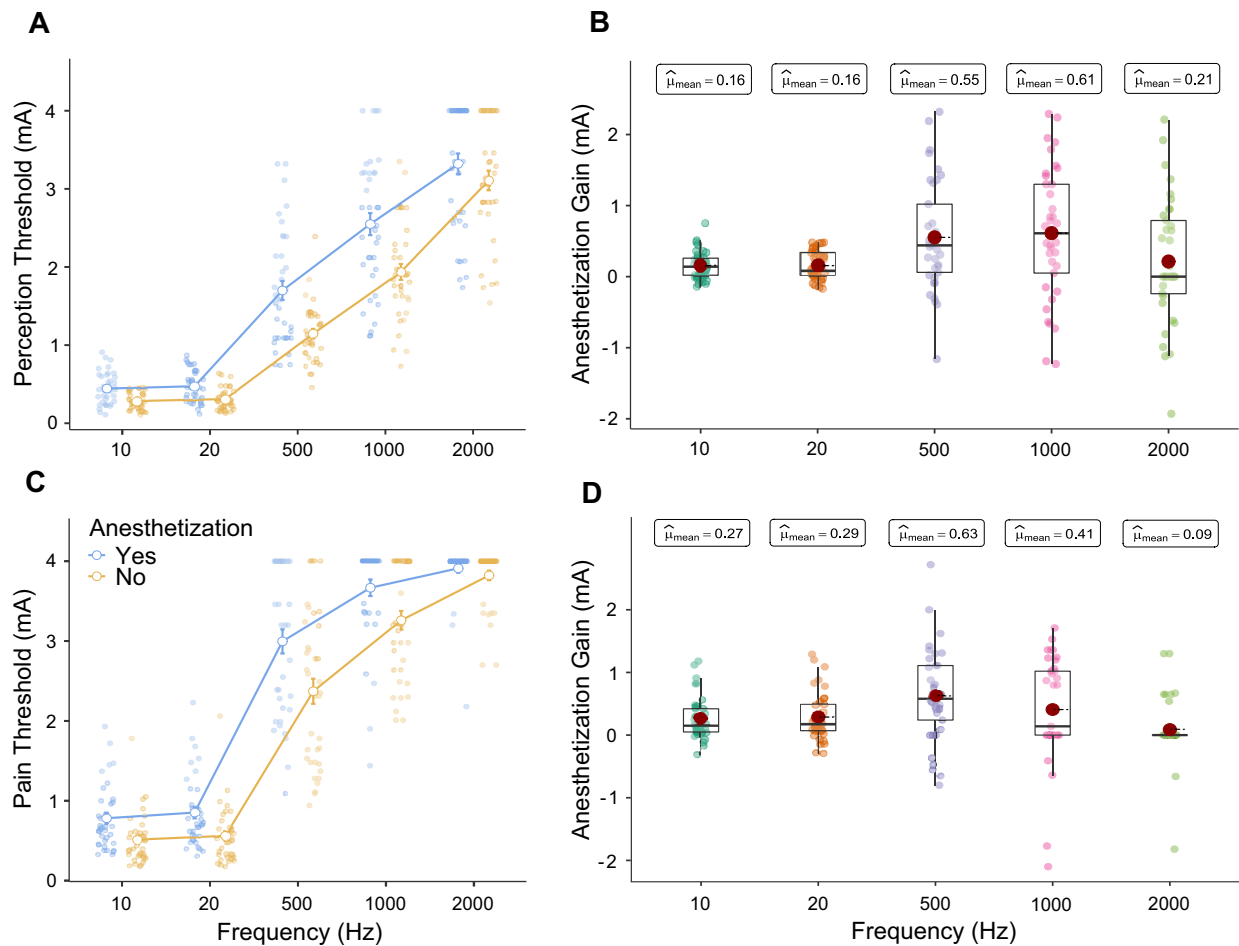 A
Perception Threshold (mA)
4
3
2
1
0
10 20 500 1000 2000
B
μ̂mean = 0.16 μ̂mean = 0.16 μ̂mean = 0.55 μ̂mean = 0.61 μ̂mean = 0.21
Anesthetization Gain (mA)
2
1
0
-1
-2
10 20 500 1000 2000
C
Anesthetization
Yes
No
Pain Threshold (mA)
4
3
2
1
0
10 20 500 1000 2000
Frequency (Hz)
D
μ̂mean = 0.27 μ̂mean = 0.29 μ̂mean = 0.63 μ̂mean = 0.41 μ̂mean = 0.09
Anesthetization Gain (mA)
2
1
0
-1
-2
10 20 500 1000 2000
Frequency (Hz)